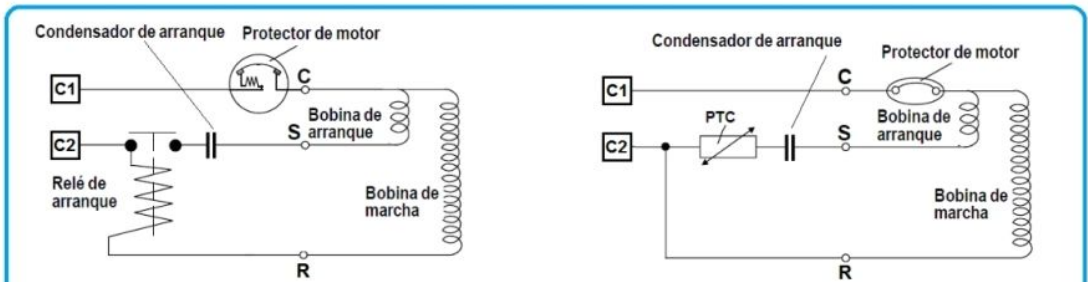 Condensador de arranque
Protector de motor
C1
C
Bobina de
arranque
C2
S
Relé de
arranque
Bobina de
marcha
R
Condensador de arranque
Protector de motor
C1
C
PTC
Bobina de
arranque
C2
S
Bobina de
marcha
R